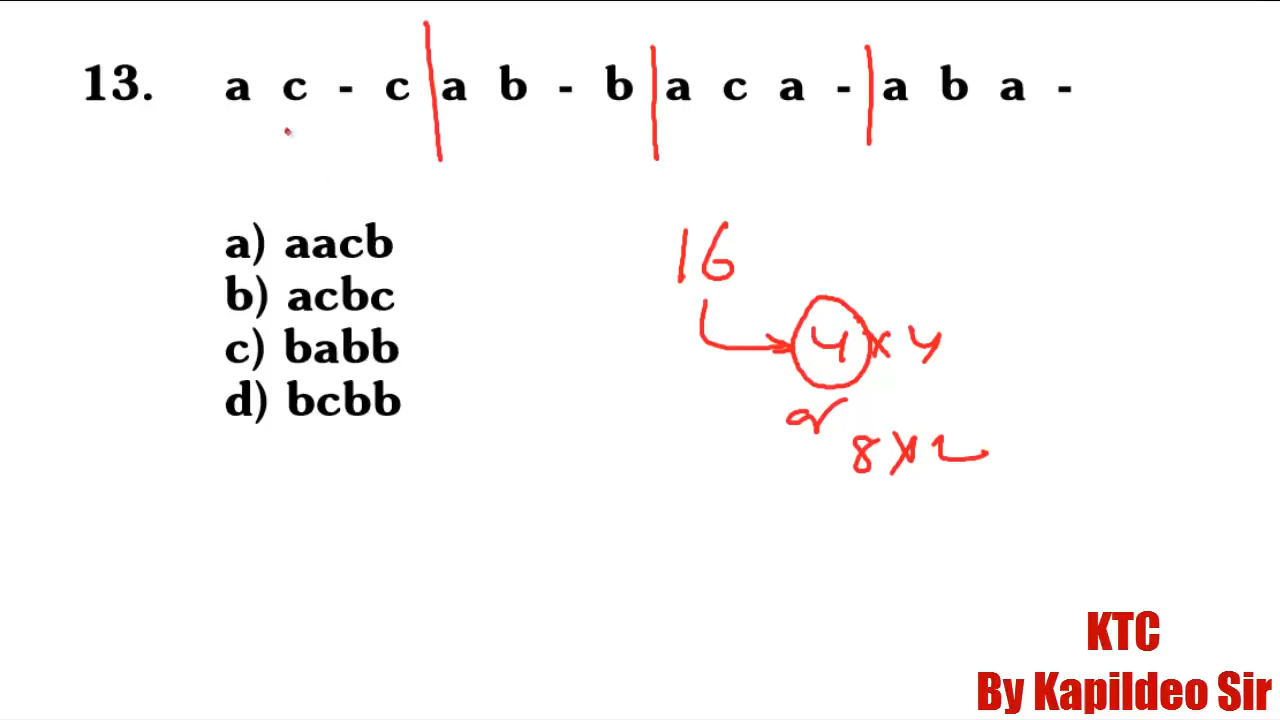 13. a c - c a b - b a c a - a b a -
a) aacb
b) acbc
c) babb
d) bcbb
16
4 × 4
or
8 × 2
KTC
By Kapildeo Sir